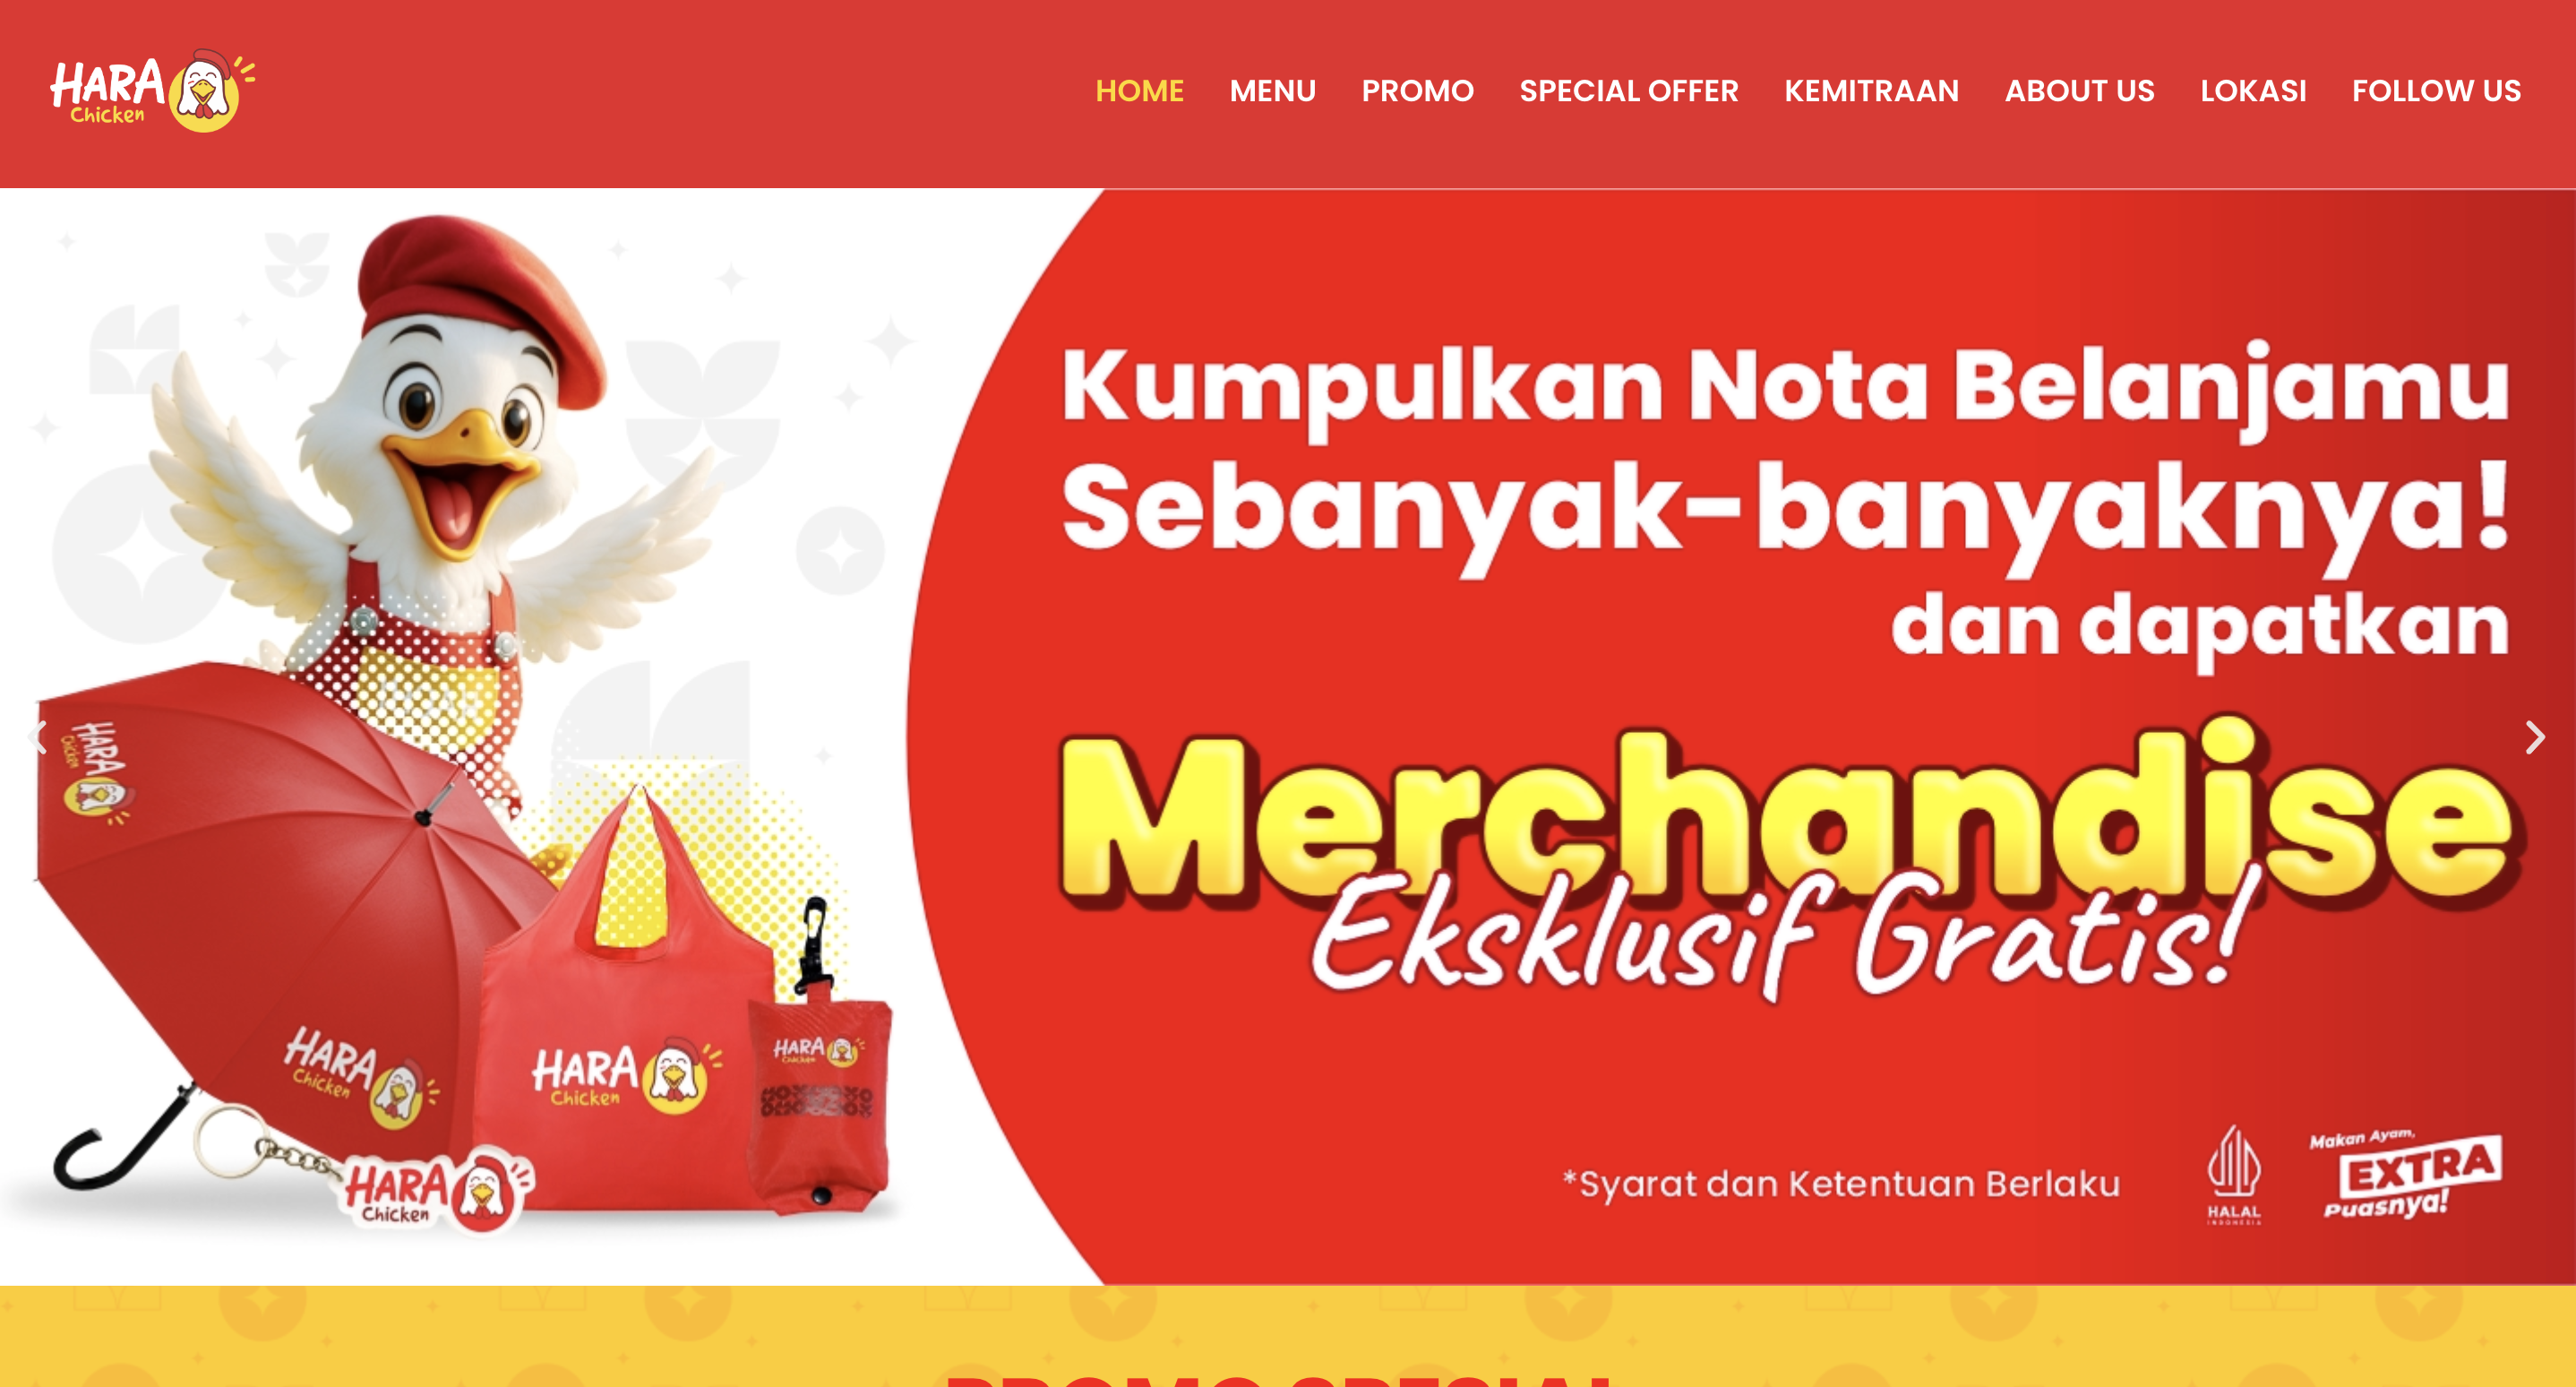 HARA
Chicken
HOME MENU PROMO SPECIAL OFFER KEMITRAAN ABOUT US LOKASI FOLLOW US
Kumpulkan Nota Belanjamu
Sebanyak-banyaknya!
dan dapatkan
Merchandise
Eksklusif Gratis!
HARA
Chicken
HARA
Chicken
HARA
Chicken
HARA
Chicken
HARA
Chicken
*Syarat dan Ketentuan Berlaku
HALAL
INDONESIA
Makan Ayam,
EXTRA
Puasnya!
PROMO SPECIAL